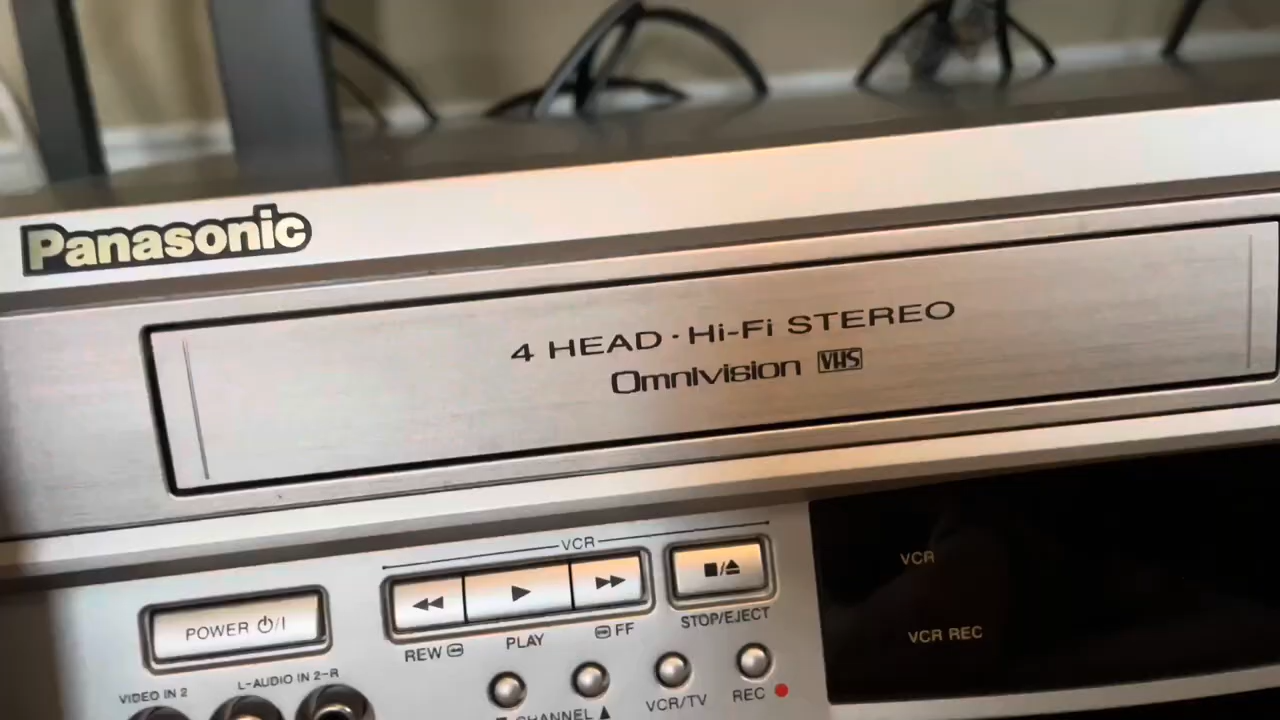 Panasonic
4 HEAD · Hi-Fi STEREO
OmnIvision VHS
VCR
POWER ⏻/I
◀◀ ▶ ▶▶ ■/⏏
REW PLAY FF STOP/EJECT
VCR
VCR REC
VIDEO IN 2 L-AUDIO IN 2-R
▼ CHANNEL ▲ VCR/TV REC